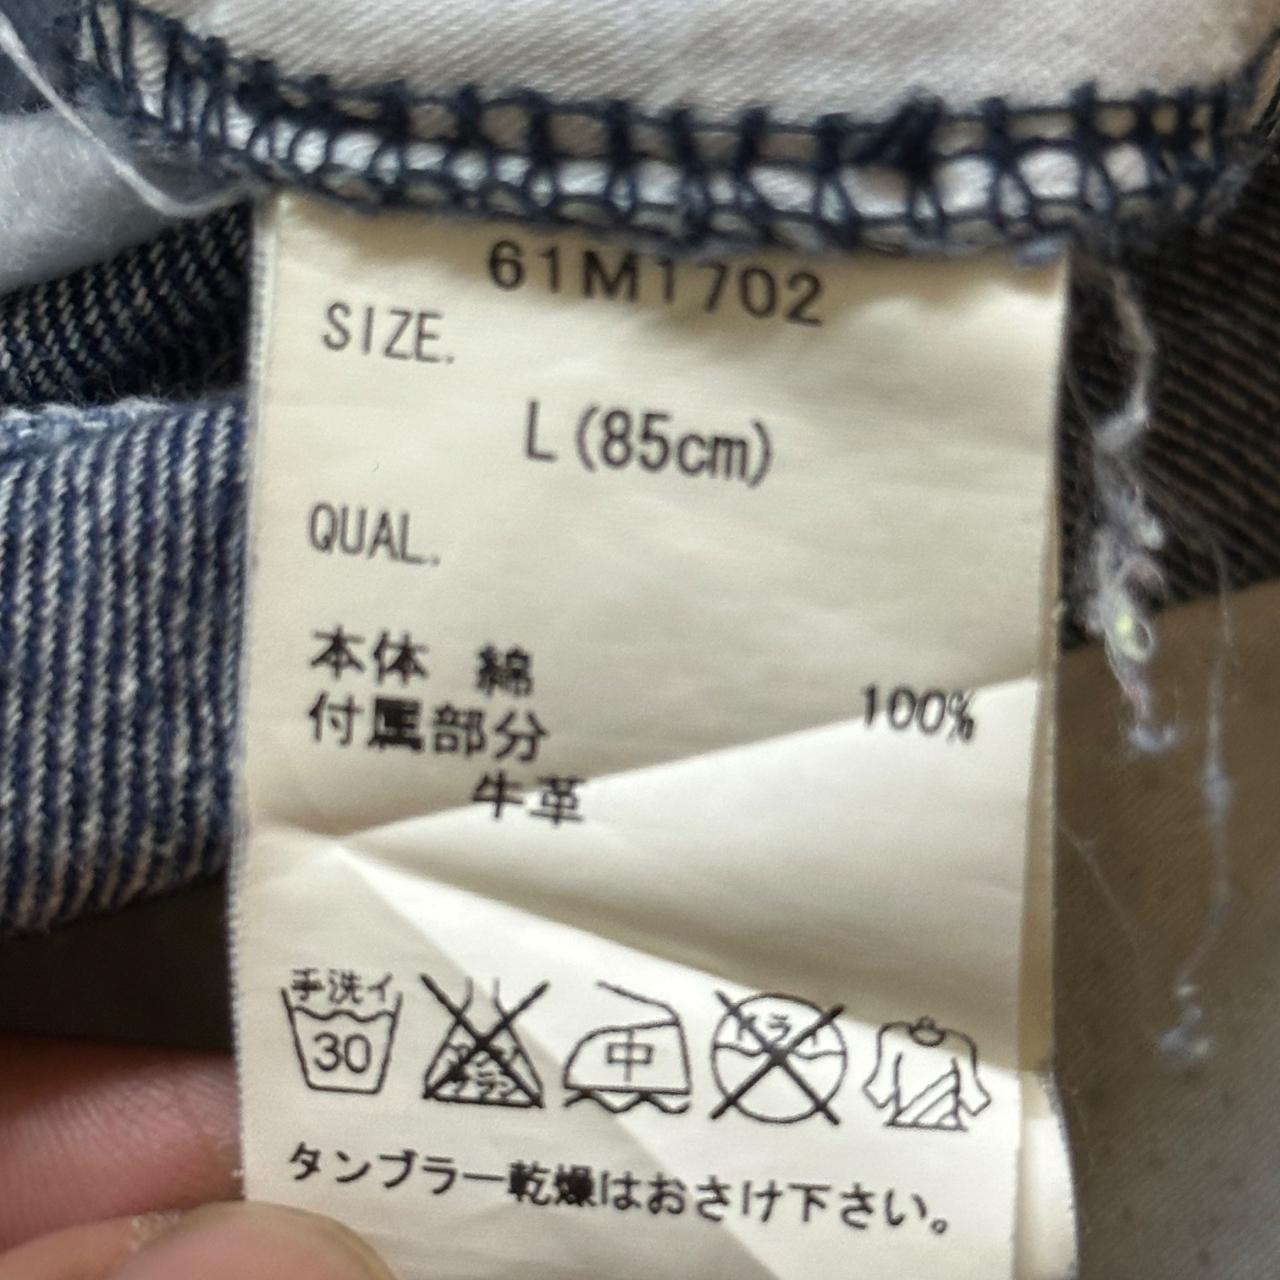 61M1702
SIZE.
L(85cm)
QUAL.
本体 綿 100%
付属部分
牛革
手洗イ
30
中
ドライ
タンブラー乾燥はおさけ下さい。